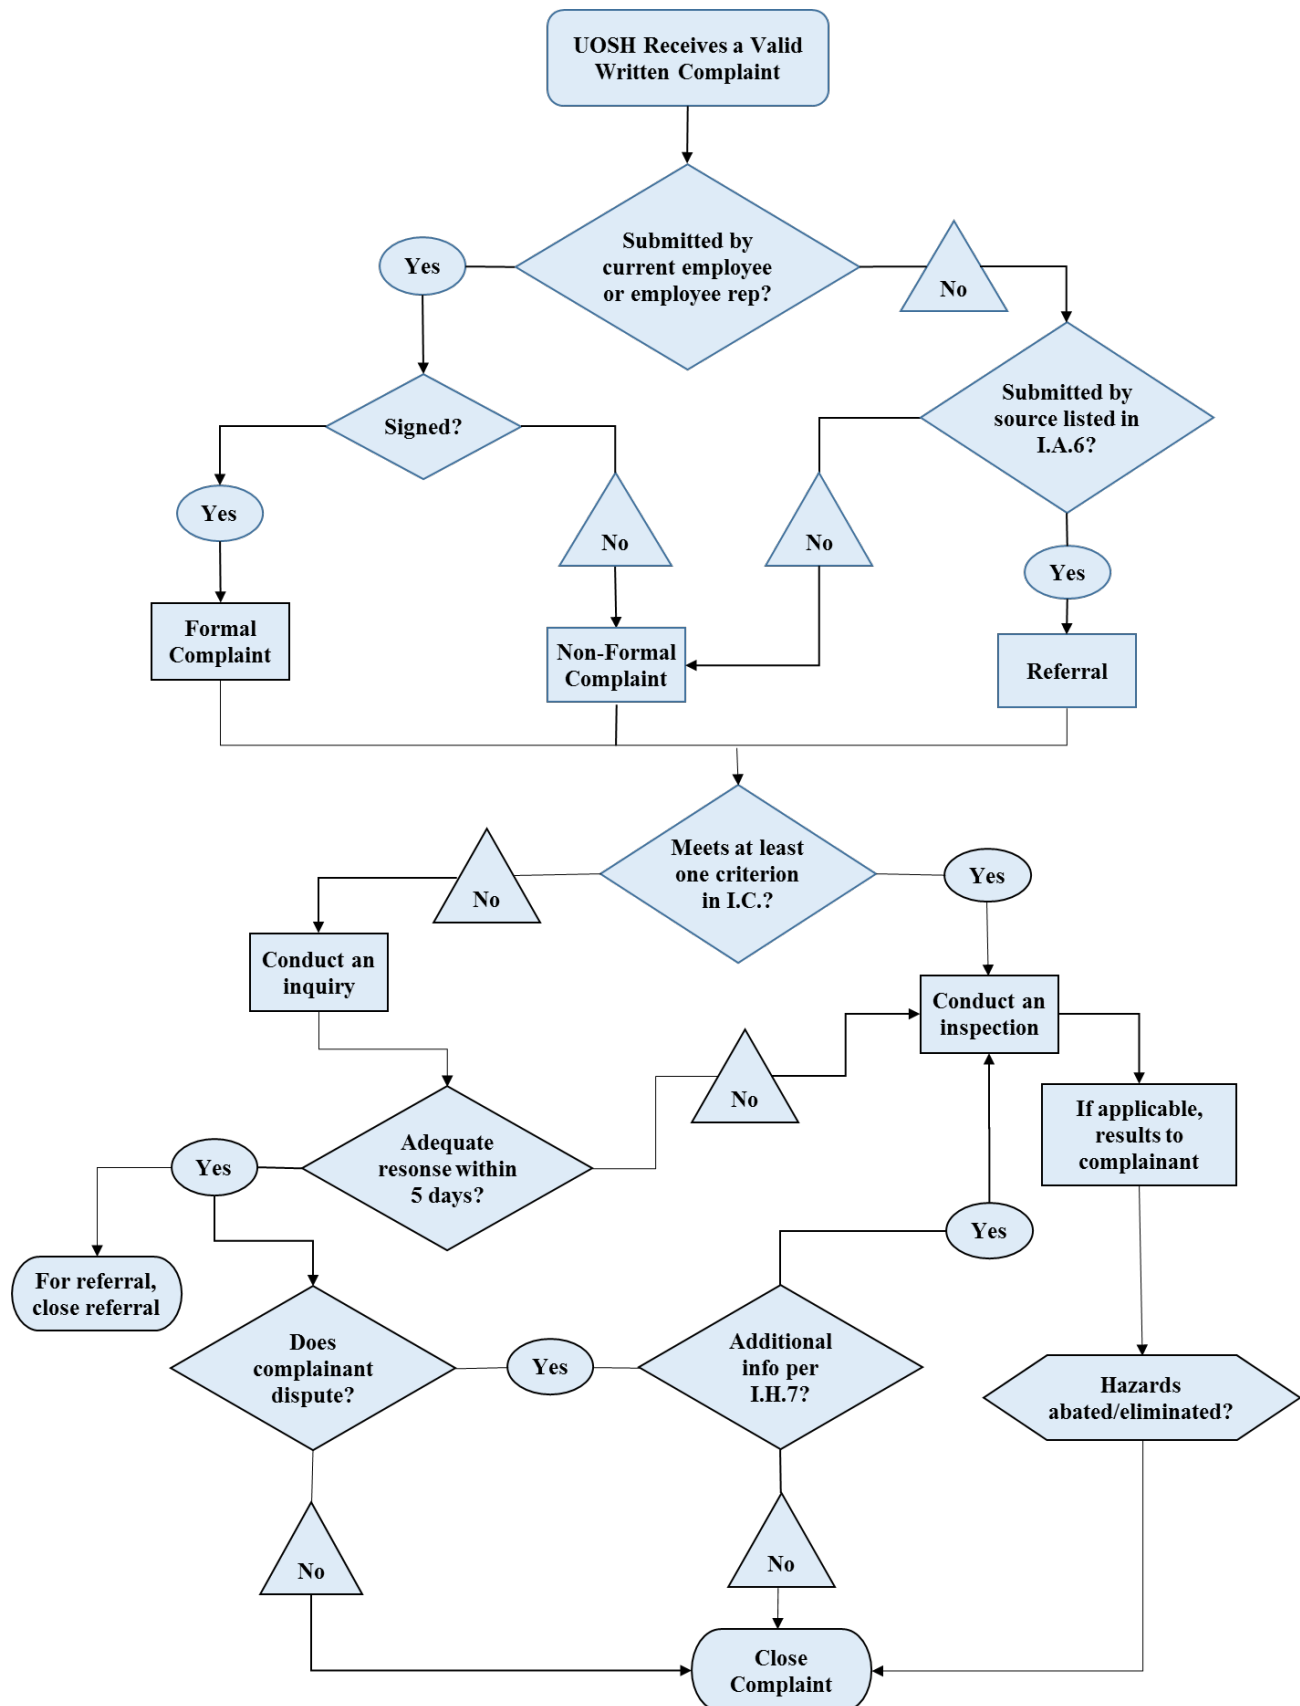 UOSH Receives a Valid
Written Complaint
Submitted by
current employee
or employee rep?
Yes
No
Submitted by
source listed in
I.A.6?
Signed?
Yes
No
No
Yes
Formal
Complaint
Non-Formal
Complaint
Referral
Meets at least
one criterion
in I.C.?
No
Yes
Conduct an
inquiry
Conduct an
inspection
No
If applicable,
results to
complainant
Adequate
resonse within
5 days?
Yes
Yes
For referral,
close referral
Does
complainant
dispute?
Yes
Additional
info per
I.H.7?
Hazards
abated/eliminated?
No
No
Close
Complaint